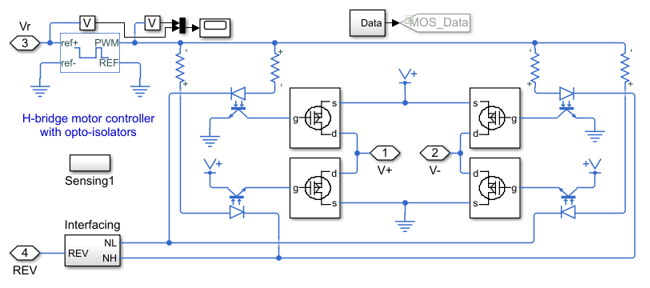 Vr
V
V
Data
MOS_Data
3
ref+
PWM
ref-
REF
+
+
-
-
-
+
-
+
V+
H-bridge motor controller
with opto-isolators
g
s
d
s
g
d
1
V+
2
V-
V+
V+
g
d
s
d
s
g
Sensing1
Interfacing
4
REV
REV
NL
NH